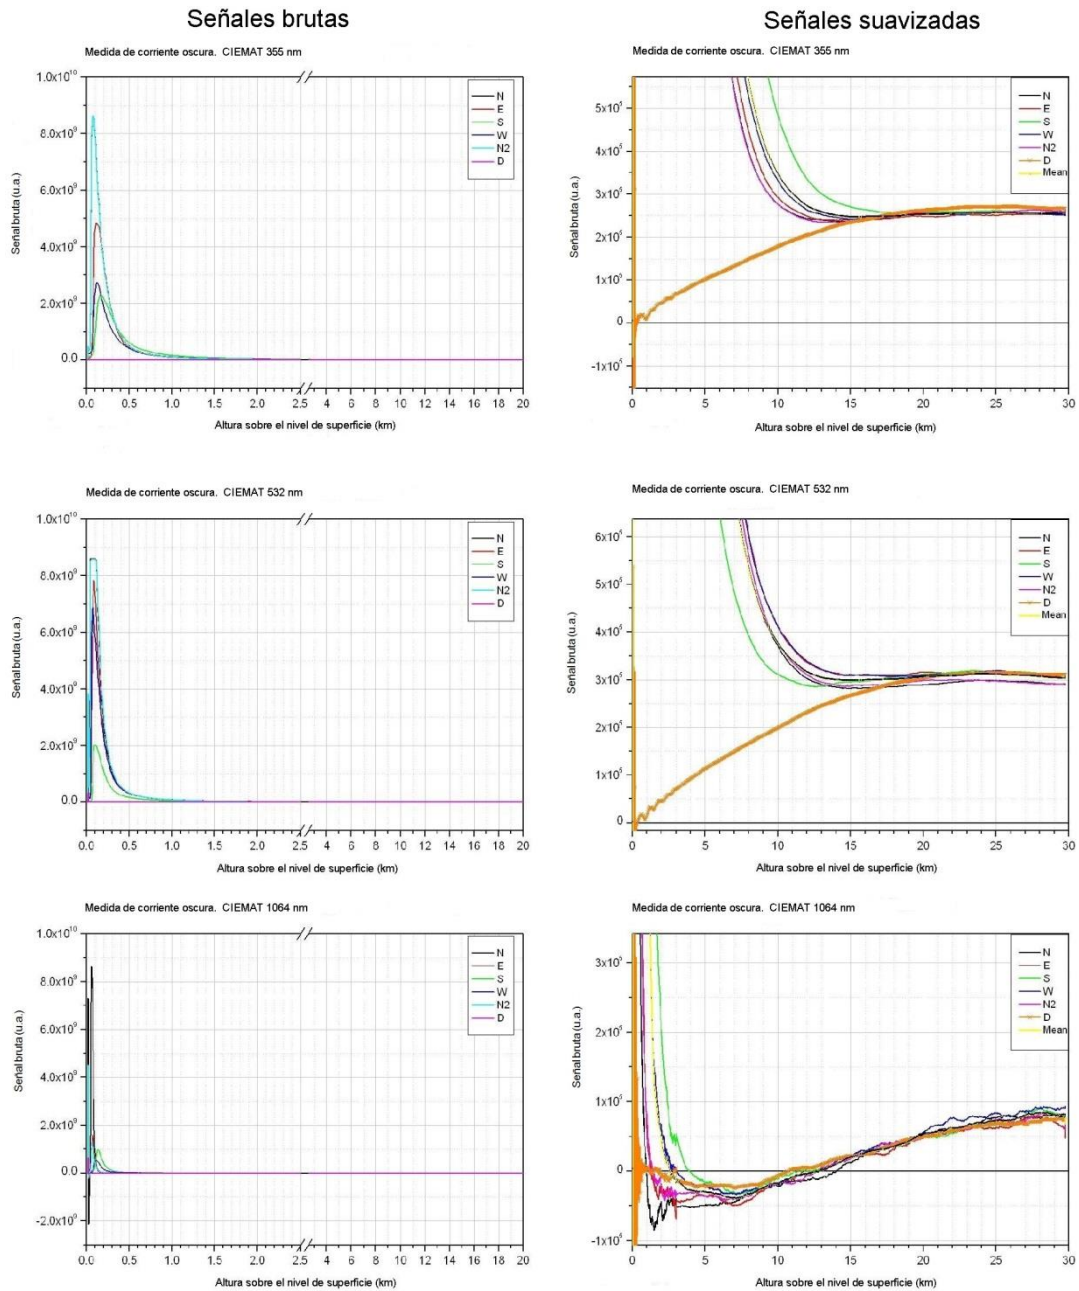 Señales brutas
Señales suavizadas
Medida de corriente oscura. CIEMAT 355 nm
1.0x10¹⁰
8.0x10⁹
6.0x10⁹
4.0x10⁹
2.0x10⁹
0.0
Señal bruta (u.a.)
N
E
S
W
N2
D
0.0 0.5 1.0 1.5 2.0 2.5 4 6 8 10 12 14 16 18 20
Altura sobre el nivel de superficie (km)
Medida de corriente oscura. CIEMAT 355 nm
5x10⁵
4x10⁵
3x10⁵
2x10⁵
1x10⁵
0
-1x10⁵
Señal bruta (u.a.)
N
E
S
W
N2
D
Mean
0 5 10 15 20 25 30
Altura sobre el nivel de superficie (km)
Medida de corriente oscura. CIEMAT 532 nm
1.0x10¹⁰
8.0x10⁹
6.0x10⁹
4.0x10⁹
2.0x10⁹
0.0
Señal bruta (u.a.)
N
E
S
W
N2
D
0.0 0.5 1.0 1.5 2.0 2.5 4 6 8 10 12 14 16 18 20
Altura sobre el nivel de superficie (km)
Medida de corriente oscura. CIEMAT 532 nm
6x10⁵
5x10⁵
4x10⁵
3x10⁵
2x10⁵
1x10⁵
0
Señal bruta (u.a.)
N
E
S
W
N2
D
Mean
0 5 10 15 20 25 30
Altura sobre el nivel de superficie (km)
Medida de corriente oscura. CIEMAT 1064 nm
1.0x10¹⁰
8.0x10⁹
6.0x10⁹
4.0x10⁹
2.0x10⁹
0.0
-2.0x10⁹
Señal bruta (u.a.)
N
E
S
W
N2
D
0.0 0.5 1.0 1.5 2.0 2.5 4 6 8 10 12 14 16 18 20
Altura sobre el nivel de superficie (km)
Medida de corriente oscura. CIEMAT 1064 nm
3x10⁵
2x10⁵
1x10⁵
0
-1x10⁵
Señal bruta (u.a.)
N
E
S
W
N2
D
Mean
0 5 10 15 20 25 30
Altura sobre el nivel de superficie (km)